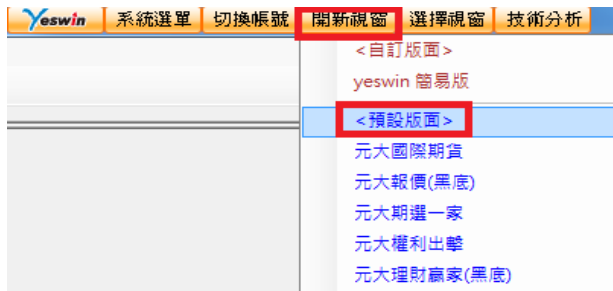 Yeswin 系統選單 切換帳號 開新視窗 選擇視窗 技術分析
<自訂版面>
yeswin 簡易版
<預設版面>
元大國際期貨
元大報價(黑底)
元大期選一家
元大權利出擊
元大理財贏家(黑底)